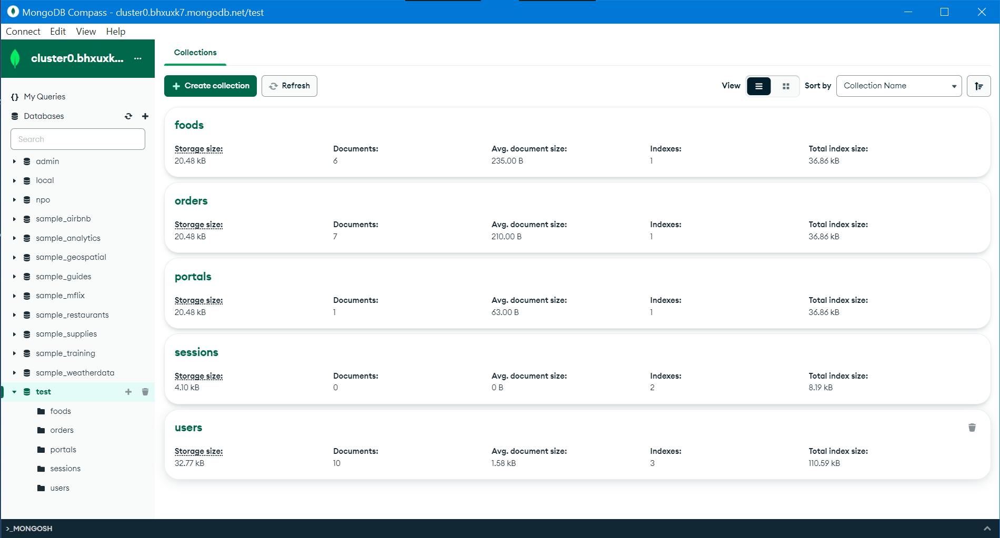 MongoDB Compass - cluster0.bhxuxk7.mongodb.net/test
Connect Edit View Help
cluster0.bhxuxk... ...
My Queries
Databases
Search
admin
local
npo
sample_airbnb
sample_analytics
sample_geospatial
sample_guides
sample_mflix
sample_restaurants
sample_supplies
sample_training
sample_weatherdata
test
foods
orders
portals
sessions
users
Collections
Create collection Refresh View Sort by Collection Name
foods
Storage size: Documents: Avg. document size: Indexes: Total index size:
20.48 kB 6 235.00 B 1 36.86 kB
orders
Storage size: Documents: Avg. document size: Indexes: Total index size:
20.48 kB 7 210.00 B 1 36.86 kB
portals
Storage size: Documents: Avg. document size: Indexes: Total index size:
20.48 kB 1 63.00 B 1 36.86 kB
sessions
Storage size: Documents: Avg. document size: Indexes: Total index size:
4.10 kB 0 0 B 2 8.19 kB
users
Storage size: Documents: Avg. document size: Indexes: Total index size:
32.77 kB 10 1.58 kB 3 110.59 kB
>_MONGOSH